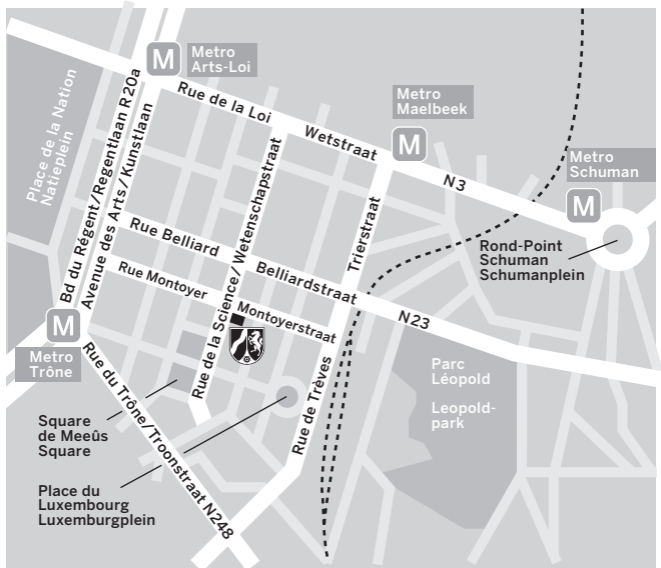 M
Metro
Arts-Loi
Metro
Maelbeek
M
Metro
Schuman
M
Rue de la Loi
Wetstraat
N3
Place de la Nation
Natieplein
Bd du Régent/Regentlaan R20a
Avenue des Arts/Kunstlaan
Rue de la Science/Wetenschapstraat
Trierstraat
Rue Belliard
Belliardstraat
N23
Rond-Point
Schuman
Schumanplein
Rue Montoyer
Montoyerstraat
M
Metro
Trône
Rue du Trône/Troonstraat N248
Rue de Trèves
Parc
Léopold
Leopold-
park
Square
de Meeûs
Square
Place du
Luxembourg
Luxemburgplein